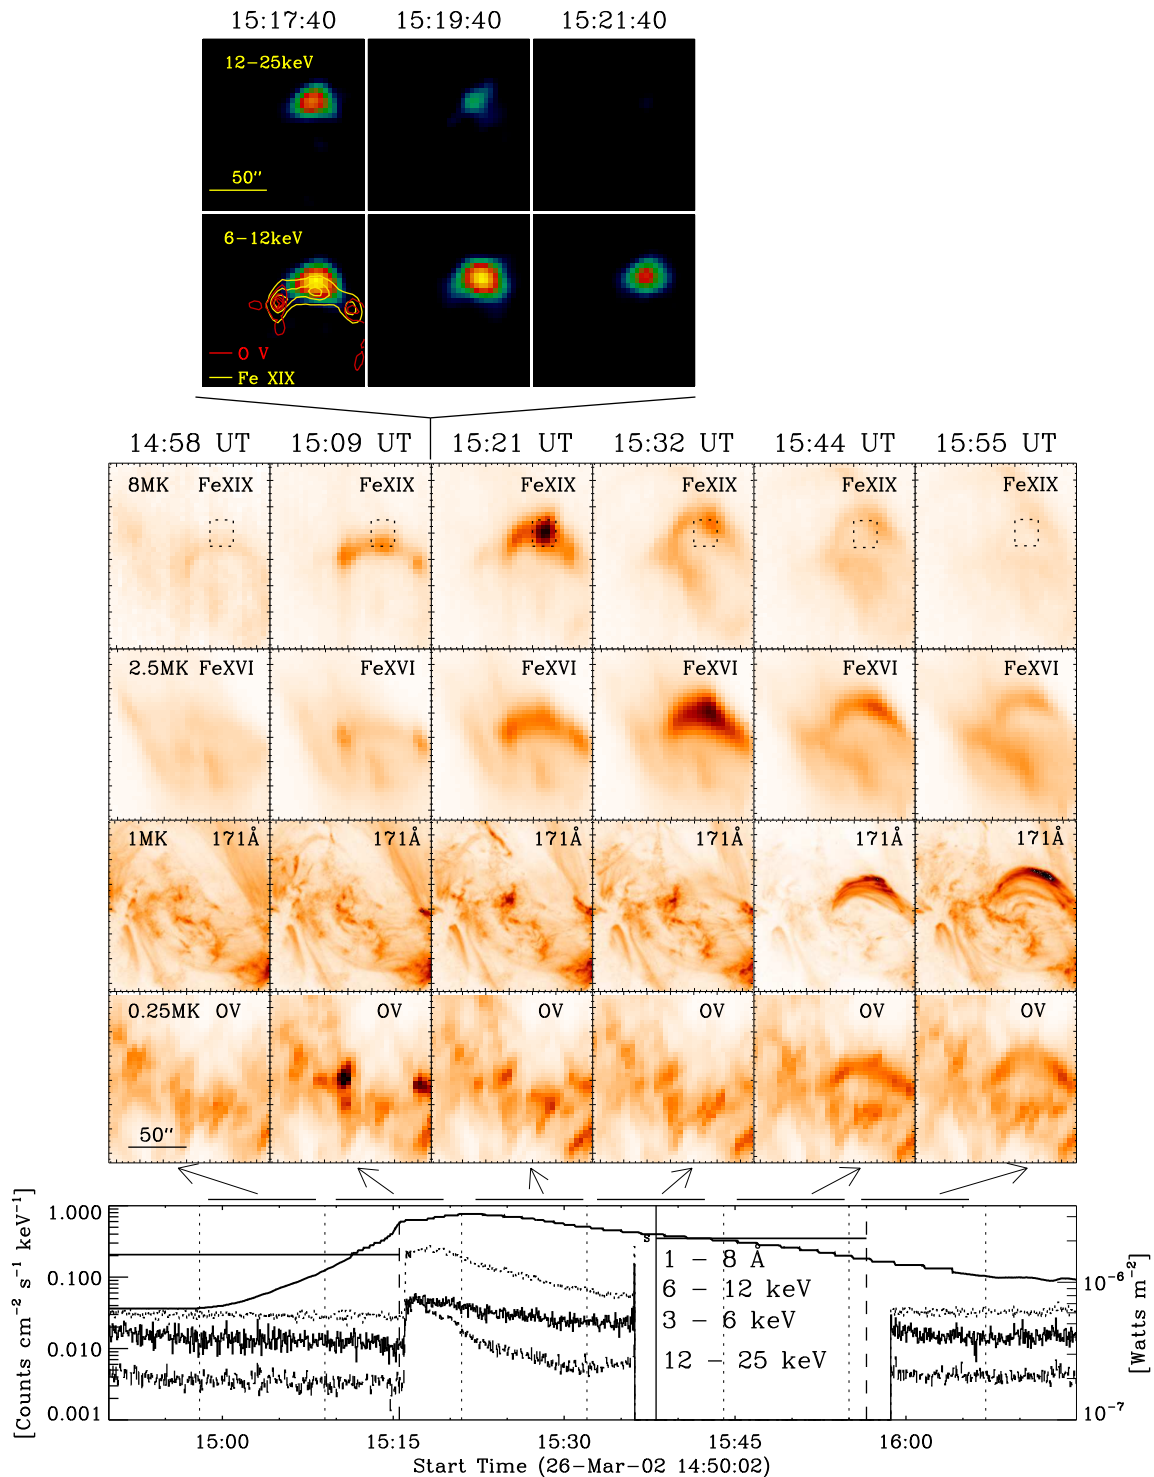 15:17:40 15:19:40 15:21:40
12-25keV
50"
6-12keV
O V
Fe XIX
14:58 UT 15:09 UT 15:21 UT 15:32 UT 15:44 UT 15:55 UT
8MK FeXIX FeXIX FeXIX FeXIX FeXIX FeXIX
2.5MK FeXVI FeXVI FeXVI FeXVI FeXVI FeXVI
1MK 171Å 171Å 171Å 171Å 171Å 171Å
0.25MK OV OV OV OV OV OV
50"
[Counts cm⁻² s⁻¹ keV⁻¹]
1.000
0.100
0.010
0.001
N
S
1 - 8 Å
6 - 12 keV
3 - 6 keV
12 - 25 keV
10⁻⁶
10⁻⁷
[Watts m⁻²]
15:00 15:15 15:30 15:45 16:00
Start Time (26-Mar-02 14:50:02)